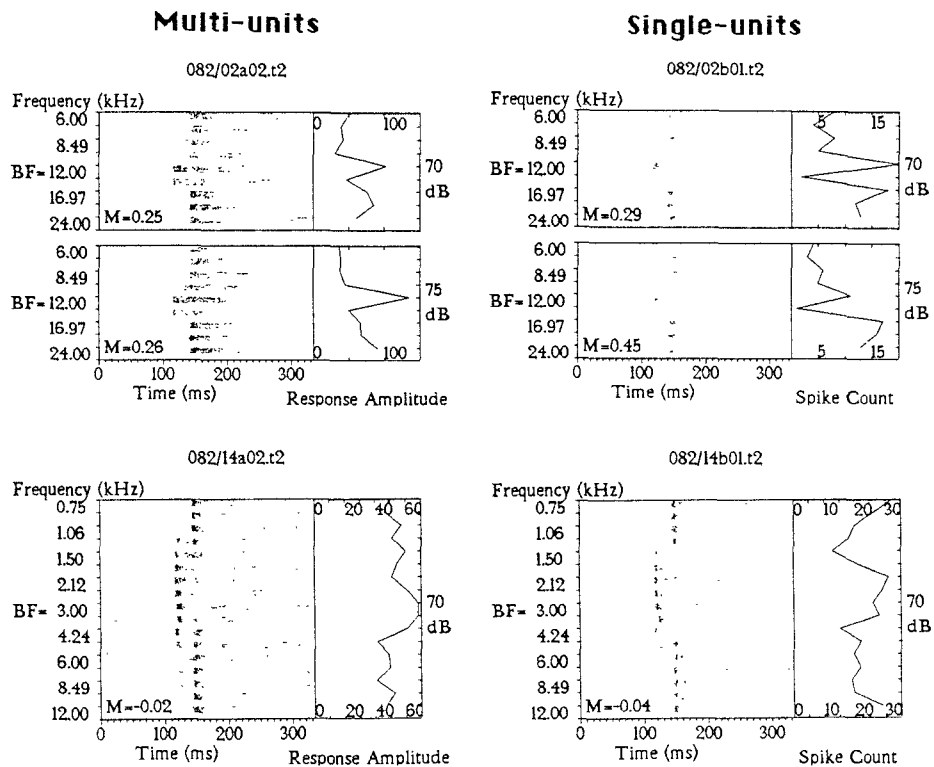 Multi-units
Single-units
082/02a02.t2
082/02b01.t2
Frequency (kHz)
6.00
8.49
BF= 12.00
16.97
24.00
M=0.25
0 100
70
dB
6.00
8.49
BF= 12.00
16.97
24.00
M=0.26
0 100
75
dB
0 100 200 300
Time (ms)
Response Amplitude
Frequency (kHz)
6.00
8.49
BF= 12.00
16.97
24.00
M=0.29
5 15
70
dB
6.00
8.49
BF= 12.00
16.97
24.00
M=0.45
5 15
75
dB
0 100 200 300
Time (ms)
Spike Count
082/14a02.t2
082/14b01.t2
Frequency (kHz)
0.75
1.06
1.50
2.12
BF= 3.00
4.24
6.00
8.49
12.00
M=-0.02
0 20 40 60
70
dB
0 20 40 60
0 100 200 300
Time (ms)
Response Amplitude
Frequency (kHz)
0.75
1.06
1.50
2.12
BF= 3.00
4.24
6.00
8.49
12.00
M=-0.04
0 10 20 30
70
dB
0 10 20 30
0 100 200 300
Time (ms)
Spike Count